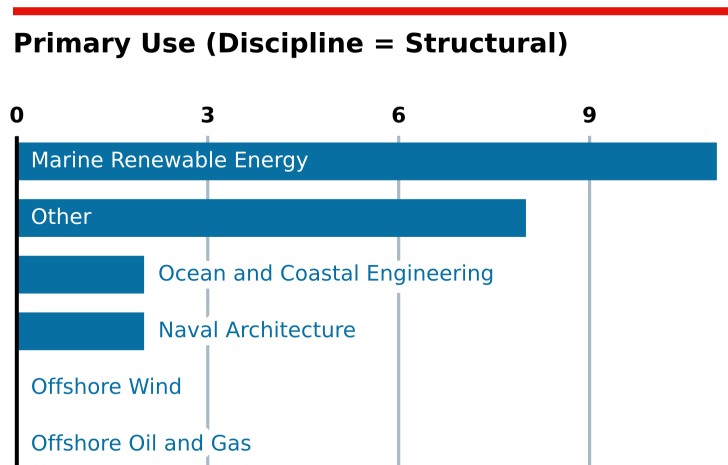 Primary Use (Discipline = Structural)
0 3 6 9
Marine Renewable Energy
Other
Ocean and Coastal Engineering
Naval Architecture
Offshore Wind
Offshore Oil and Gas